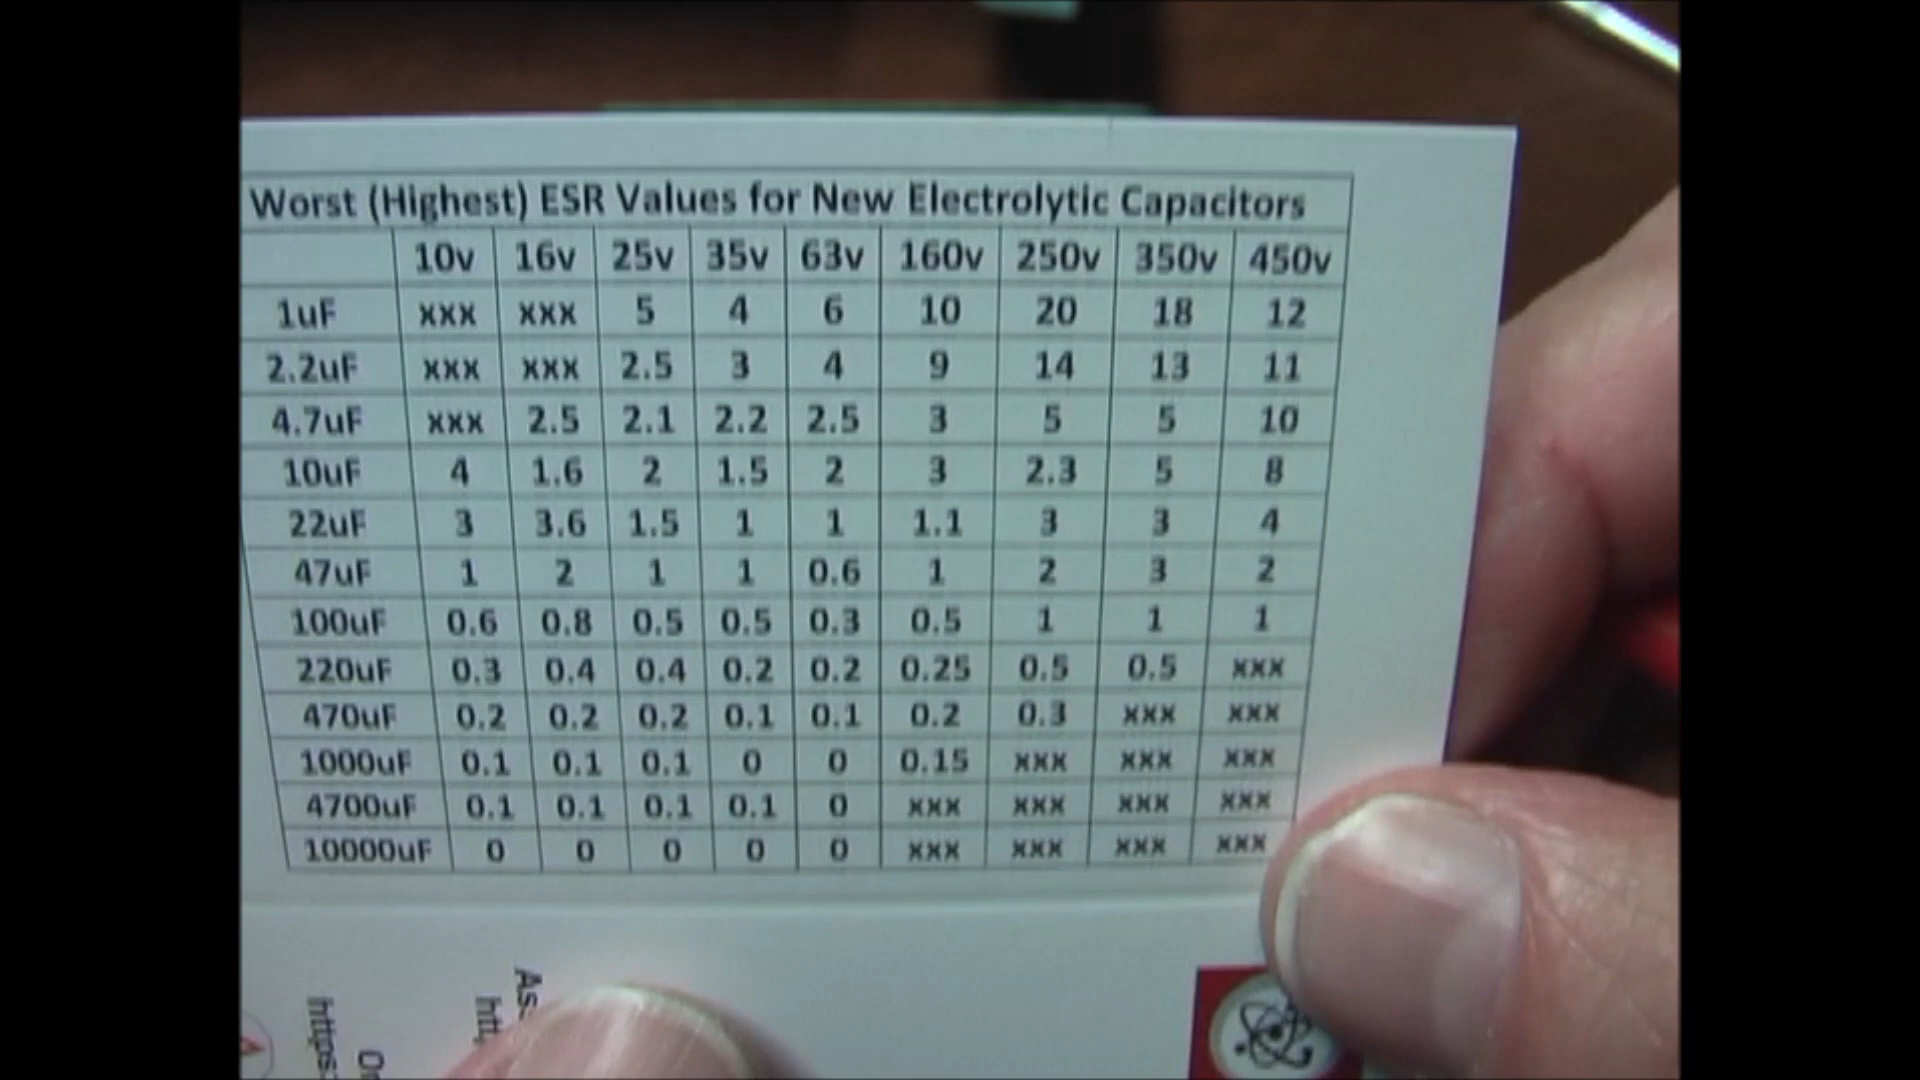 Worst (Highest) ESR Values for New Electrolytic Capacitors
10v 16v 25v 35v 63v 160v 250v 350v 450v
1uF xxx xxx 5 4 6 10 20 18 12
2.2uF xxx xxx 2.5 3 4 9 14 13 11
4.7uF xxx 2.5 2.1 2.2 2.5 3 5 5 10
10uF 4 1.6 2 1.5 2 3 2.3 5 8
22uF 3 3.6 1.5 1 1 1.1 3 3 4
47uF 1 2 1 1 0.6 1 2 3 2
100uF 0.6 0.8 0.5 0.5 0.3 0.5 1 1 1
220uF 0.3 0.4 0.4 0.2 0.2 0.25 0.5 0.5 xxx
470uF 0.2 0.2 0.2 0.1 0.1 0.2 0.3 xxx xxx
1000uF 0.1 0.1 0.1 0 0 0.15 xxx xxx xxx
4700uF 0.1 0.1 0.1 0.1 0 xxx xxx xxx xxx
10000uF 0 0 0 0 0 xxx xxx xxx xxx
https: